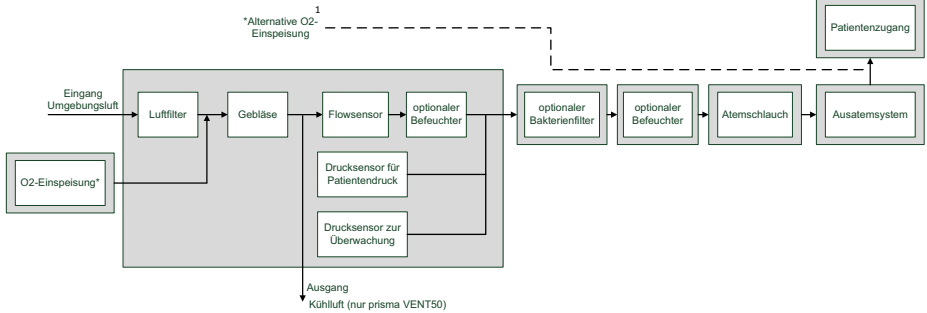 1
*Alternative O2-
Einspeisung
Patientenzugang
Eingang
Umgebungsluft
Luftfilter
Gebläse
Flowsensor
optionaler
Befeuchter
optionaler
Bakterienfilter
optionaler
Befeuchter
Atemschlauch
Ausatemsystem
O2-Einspeisung*
Drucksensor für
Patientendruck
Drucksensor zur
Überwachung
Ausgang
Kühlluft (nur prisma VENT50)